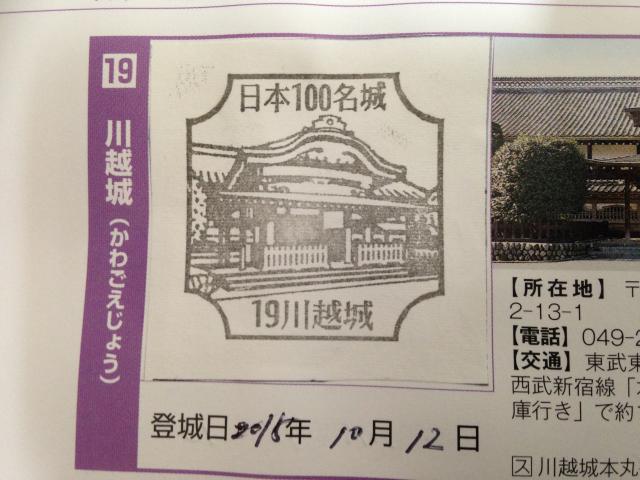 19
川越城（かわごえじょう）
日本100名城
19川越城
登城日2015年 10月 12日
【所在地】〒
2-13-1
【電話】049-2
【交通】東武東
西武新宿線「
庫行き」で約
ス川越城本丸